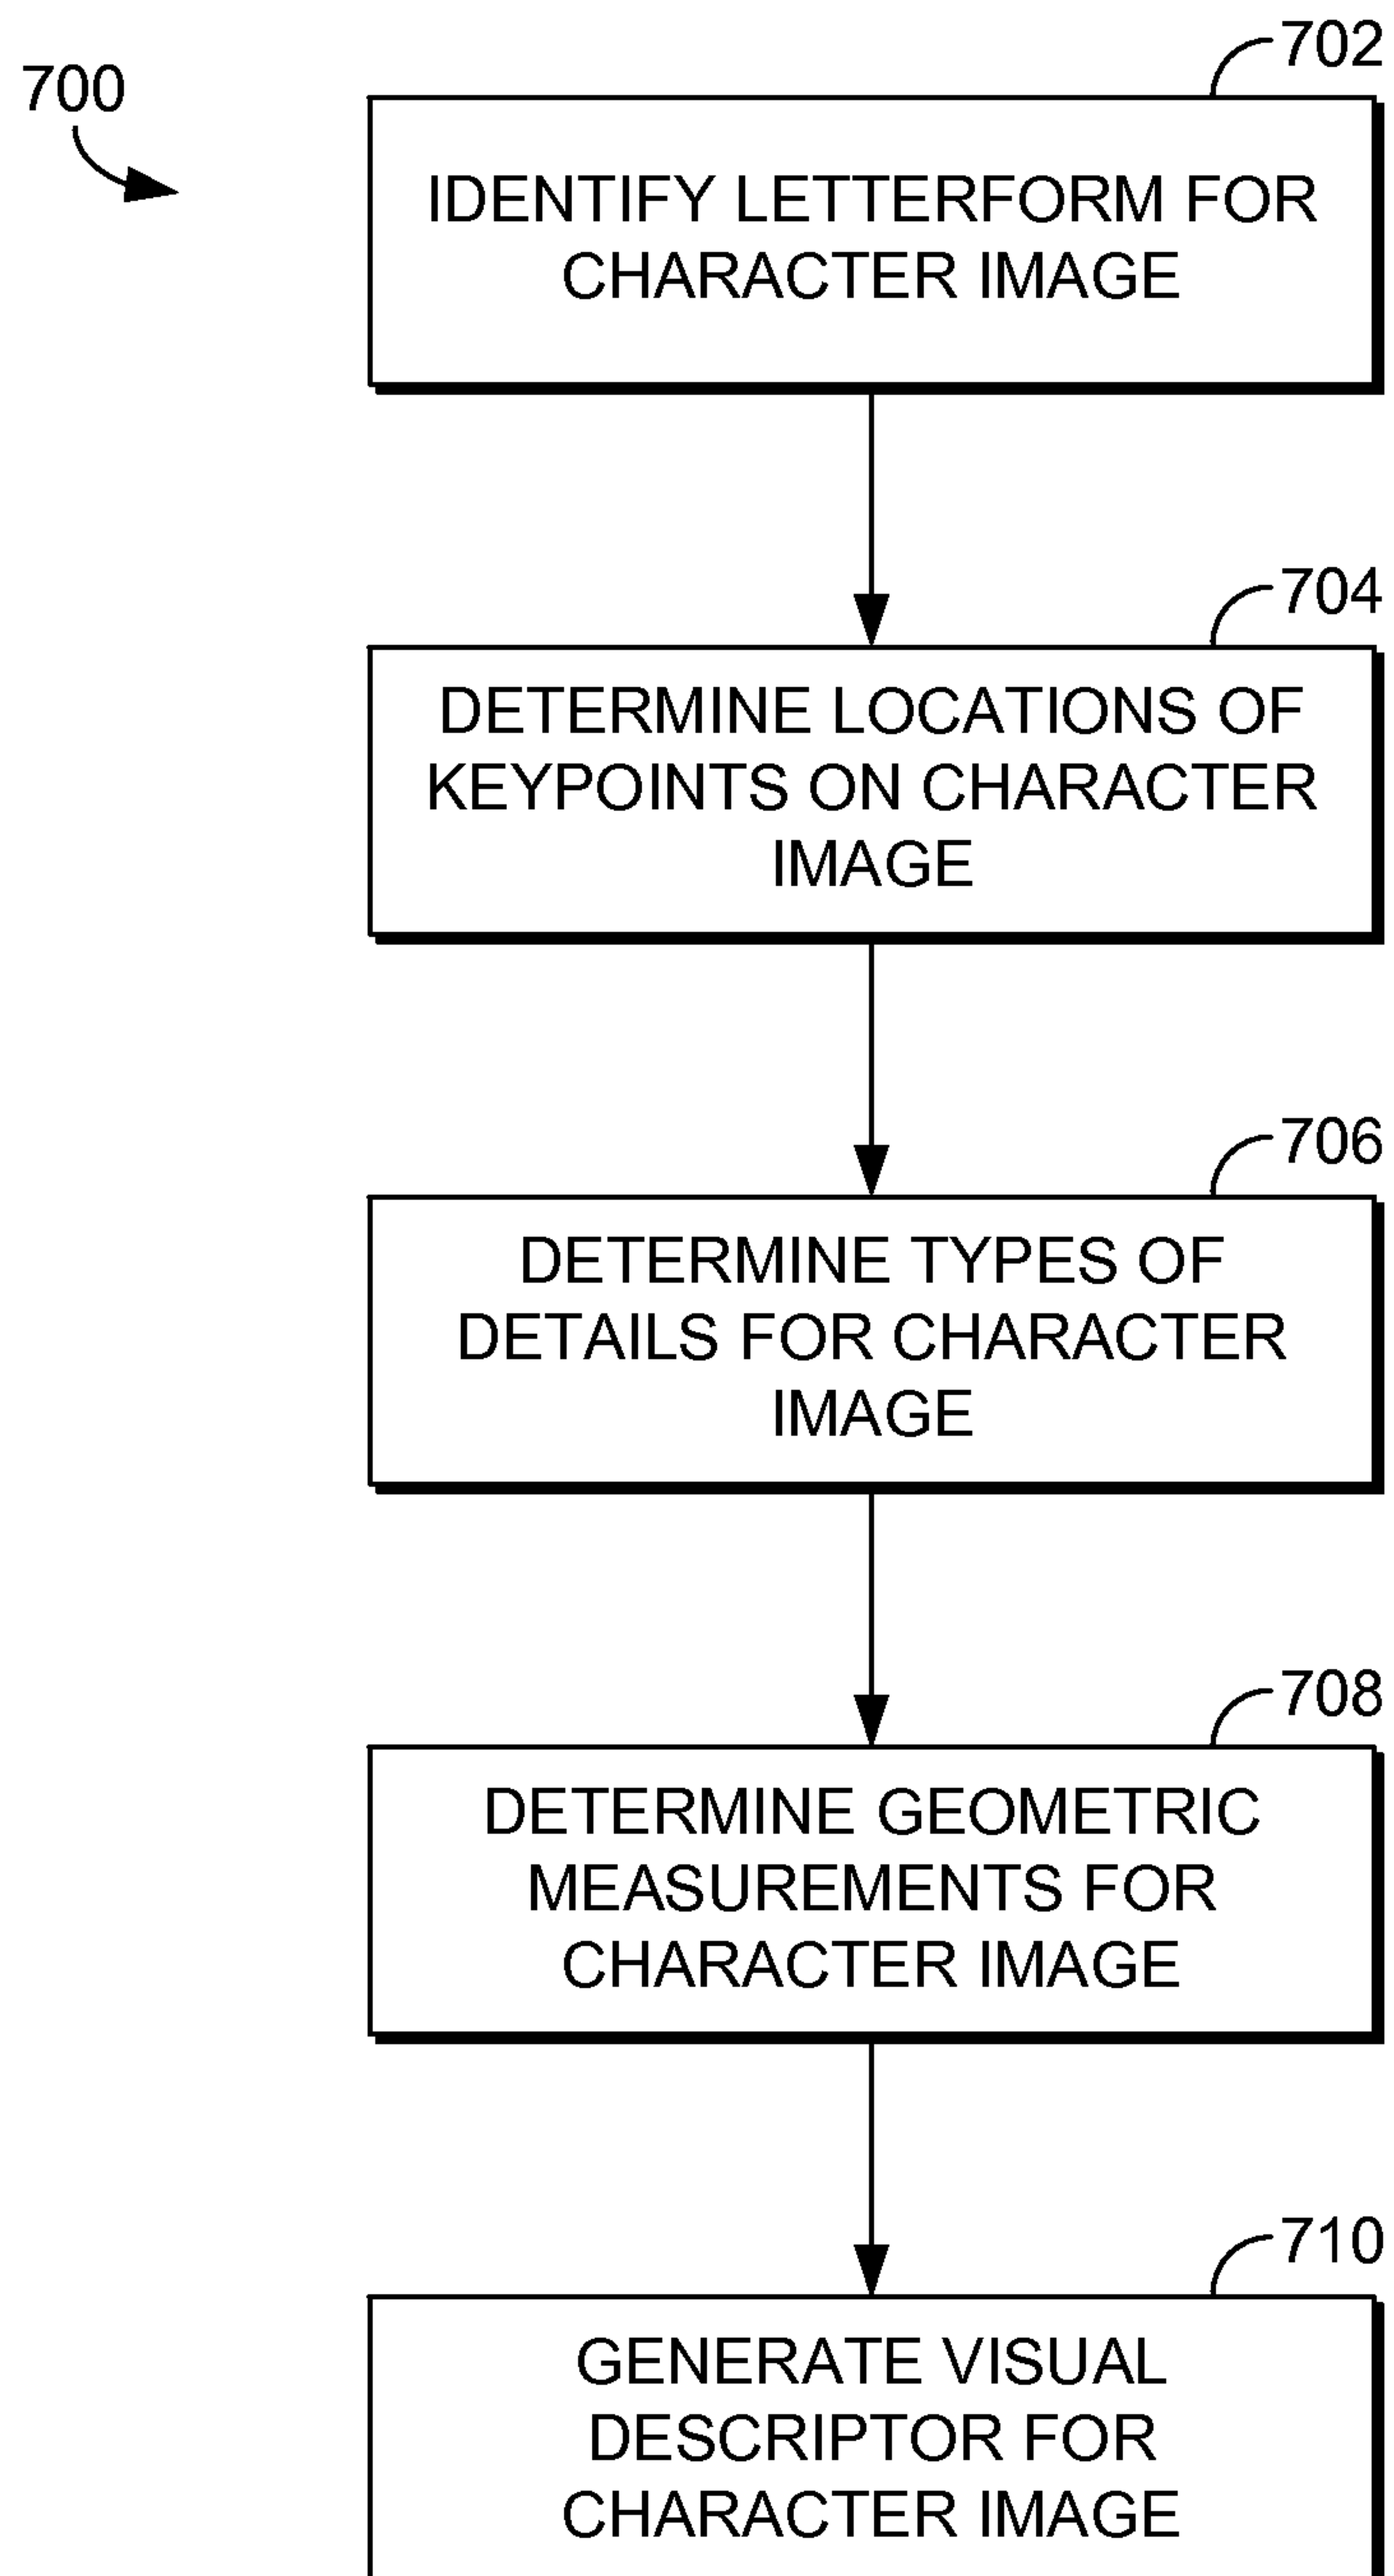 702
700
IDENTIFY LETTERFORM FOR
CHARACTER IMAGE
704
DETERMINE LOCATIONS OF
KEYPOINTS ON CHARACTER
IMAGE
706
DETERMINE TYPES OF
DETAILS FOR CHARACTER
IMAGE
708
DETERMINE GEOMETRIC
MEASUREMENTS FOR
CHARACTER IMAGE
710
GENERATE VISUAL
DESCRIPTOR FOR
CHARACTER IMAGE